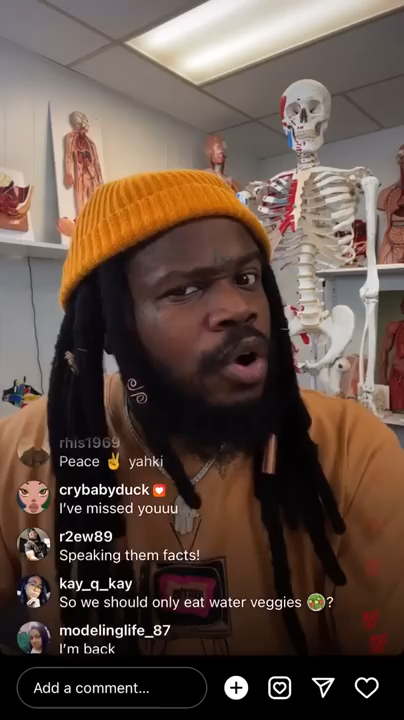 rhis1969
Peace ✌️ yahki
crybabyduck
I've missed youuu
r2ew89
Speaking them facts!
kay_q_kay
So we should only eat water veggies 🥗?
modelinglife_87
I'm back
Add a comment...